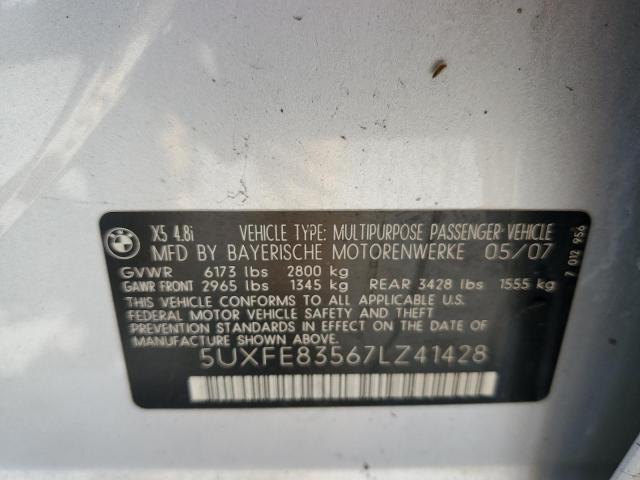 BMW
X5 4.8i VEHICLE TYPE: MULTIPURPOSE PASSENGER VEHICLE
MFD BY BAYERISCHE MOTORENWERKE 05/07
GVWR 6173 lbs 2800 kg
GAWR FRONT 2965 lbs 1345 kg REAR 3428 lbs 1555 kg
THIS VEHICLE CONFORMS TO ALL APPLICABLE U.S.
FEDERAL MOTOR VEHICLE SAFETY AND THEFT
PREVENTION STANDARDS IN EFFECT ON THE DATE
OF MANUFACTURE SHOWN ABOVE.
5UXFE83567LZ41428
7 012 956